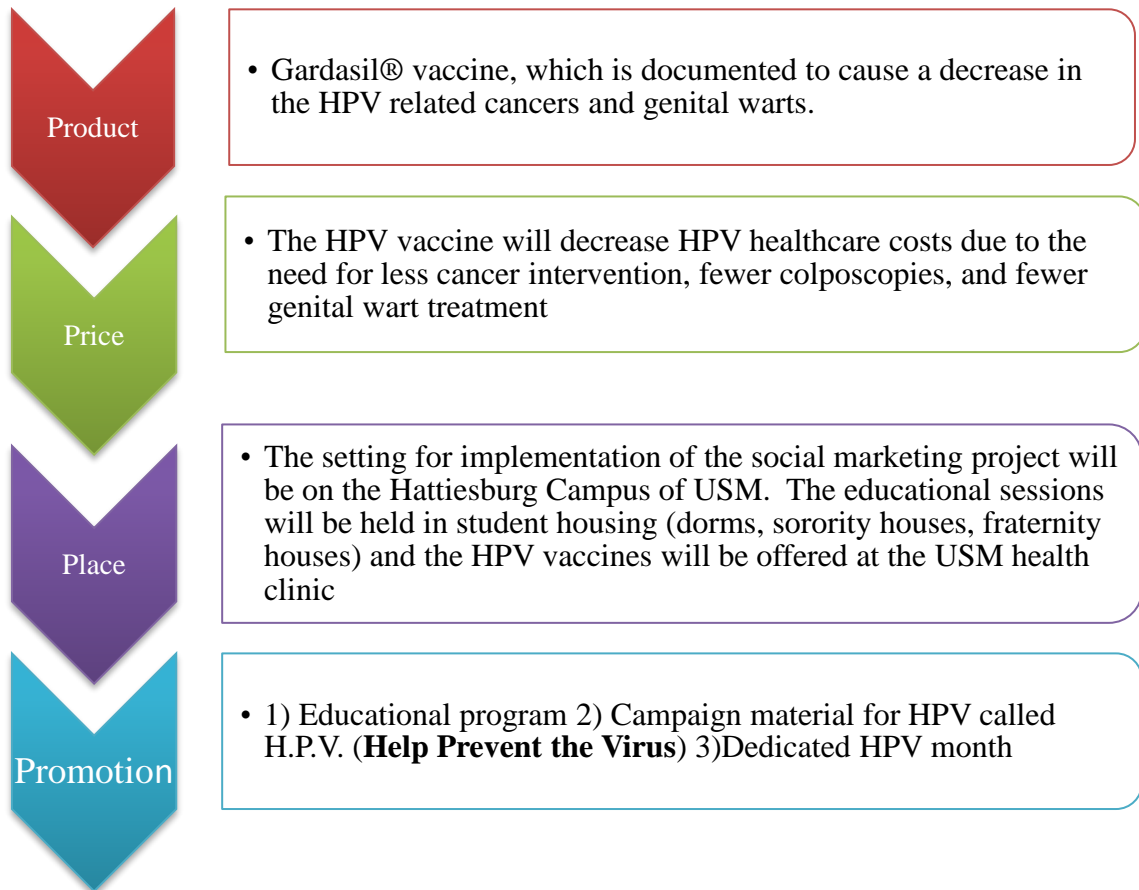 Product
• Gardasil® vaccine, which is documented to cause a decrease in
the HPV related cancers and genital warts.
Price
• The HPV vaccine will decrease HPV healthcare costs due to the
need for less cancer intervention, fewer colposcopies, and fewer
genital wart treatment
Place
• The setting for implementation of the social marketing project will
be on the Hattiesburg Campus of USM.  The educational sessions
will be held in student housing (dorms, sorority houses, fraternity
houses) and the HPV vaccines will be offered at the USM health
clinic
Promotion
• 1) Educational program 2) Campaign material for HPV called
H.P.V. (Help Prevent the Virus) 3)Dedicated HPV month